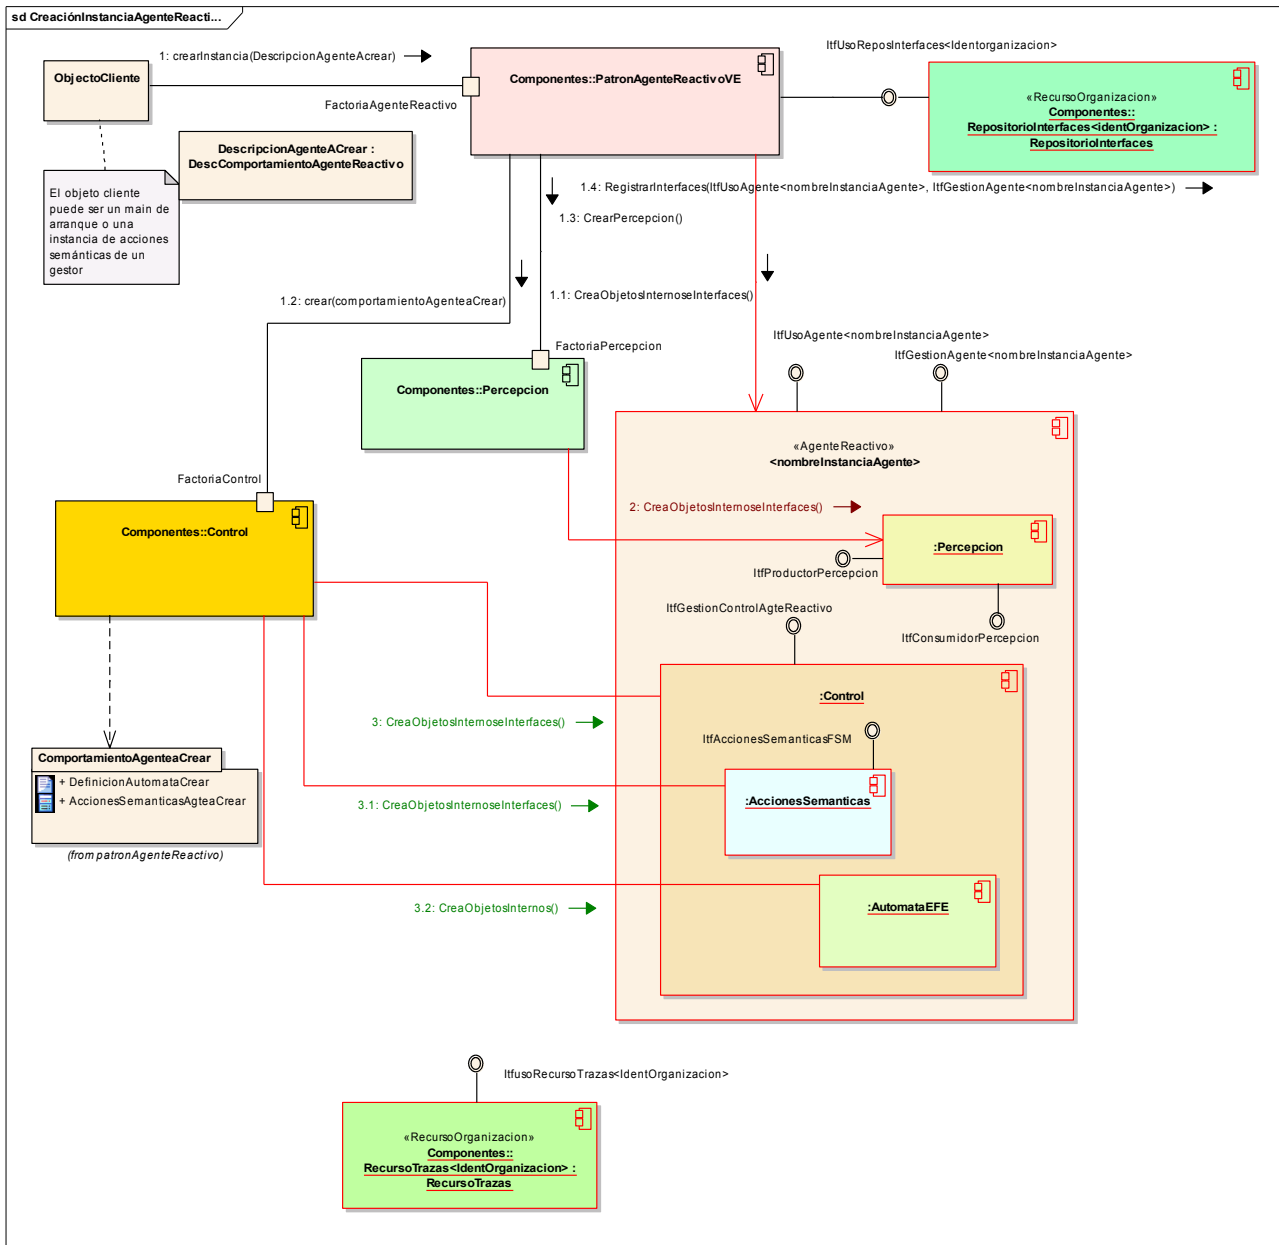 sd CreaciónInstanciaAgenteReacti...
1: crearInstancia(DescripcionAgenteAcrear)
ObjectoCliente
FactoriaAgenteReactivo
Componentes::PatronAgenteReactivoVE
ItfUsoReposInterfaces<Identorganizacion>
«RecursoOrganizacion»
Componentes::
RepositorioInterfaces<identOrganizacion> :
RepositorioInterfaces
DescripcionAgenteACrear :
DescComportamientoAgenteReactivo
El objeto cliente
puede ser un main de
arranque o una
instancia de acciones
semánticas de un
gestor
1.4: RegistrarInterfaces(ItfUsoAgente<nombreInstanciaAgente>, ItfGestionAgente<nombreInstanciaAgente>)
1.3: CrearPercepcion()
1.2: crear(comportamientoAgenteaCrear)
1.1: CreaObjetosInternoseInterfaces()
FactoriaPercepcion
ItfUsoAgente<nombreInstanciaAgente>
ItfGestionAgente<nombreInstanciaAgente>
Componentes::Percepcion
«AgenteReactivo»
<nombreInstanciaAgente>
FactoriaControl
2: CreaObjetosInternoseInterfaces()
Componentes::Control
:Percepcion
ItfProductorPercepcion
ItfGestionControlAgteReactivo
ItfConsumidorPercepcion
:Control
3: CreaObjetosInternoseInterfaces()
ItfAccionesSemanticasFSM
ComportamientoAgenteaCrear
+ DefinicionAutomataCrear
+ AccionesSemanticasAgteaCrear
(from patronAgenteReactivo)
:AccionesSemanticas
3.1: CreaObjetosInternoseInterfaces()
3.2: CreaObjetosInternos()
:AutomataEFE
ItfusoRecursoTrazas<IdentOrganizacion>
«RecursoOrganizacion»
Componentes::
RecursoTrazas<IdentOrganizacion> :
RecursoTrazas